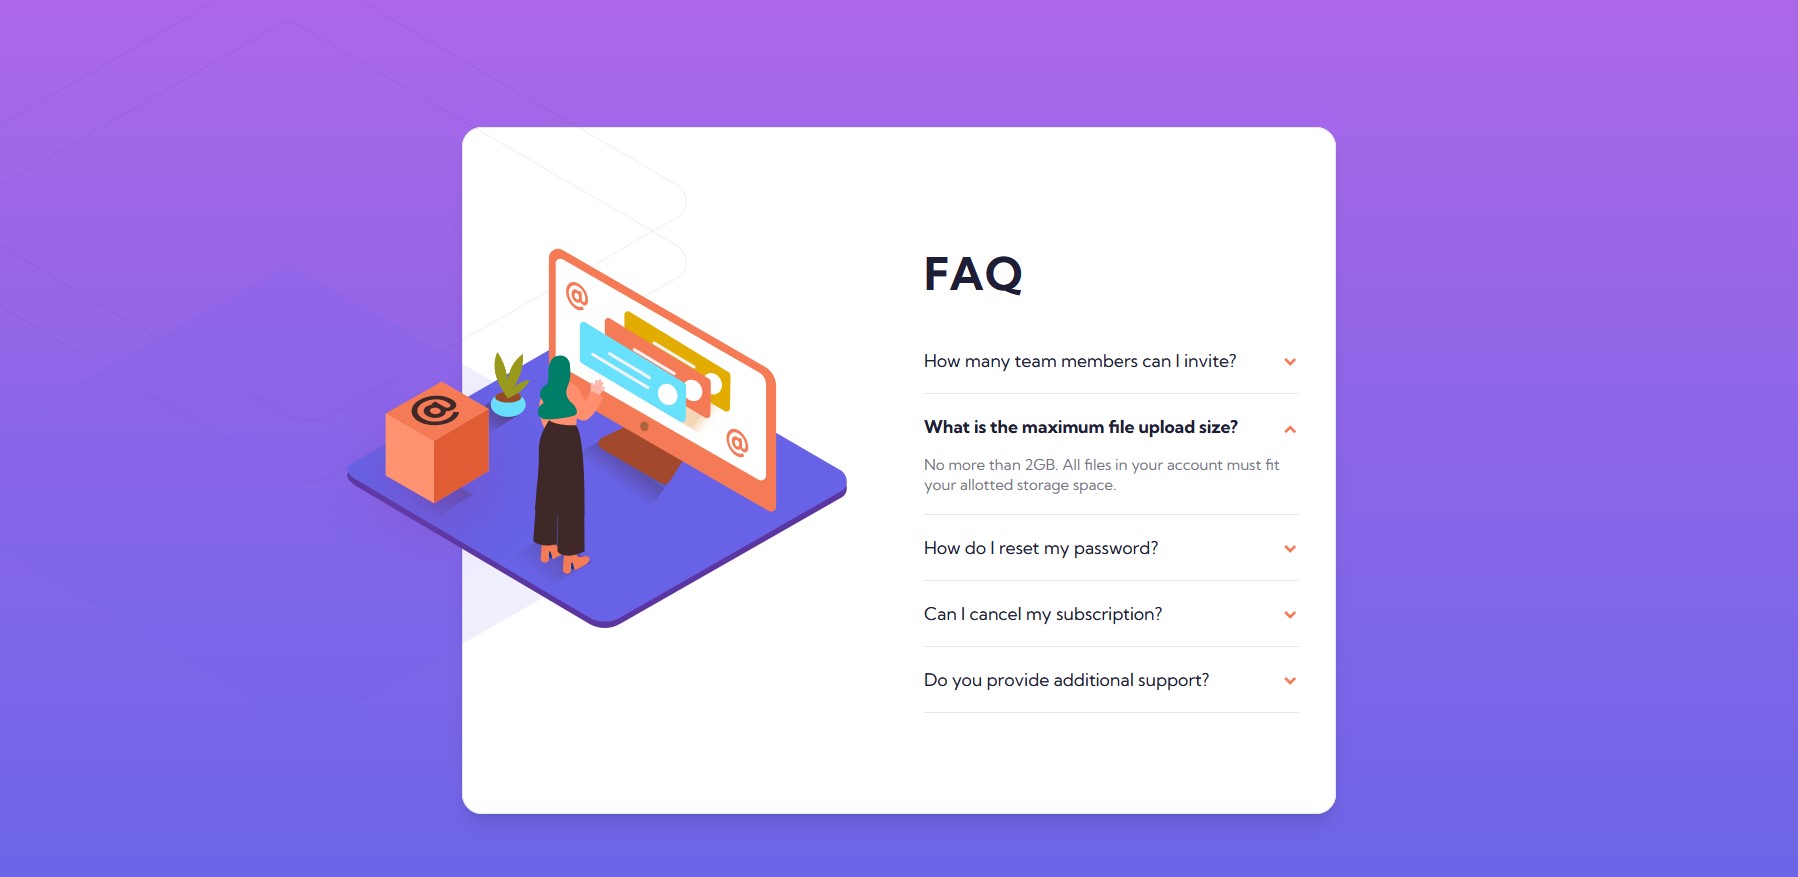 FAQ
How many team members can I invite?
What is the maximum file upload size?
No more than 2GB. All files in your account must fit
your allotted storage space.
How do I reset my password?
Can I cancel my subscription?
Do you provide additional support?
@
@
@